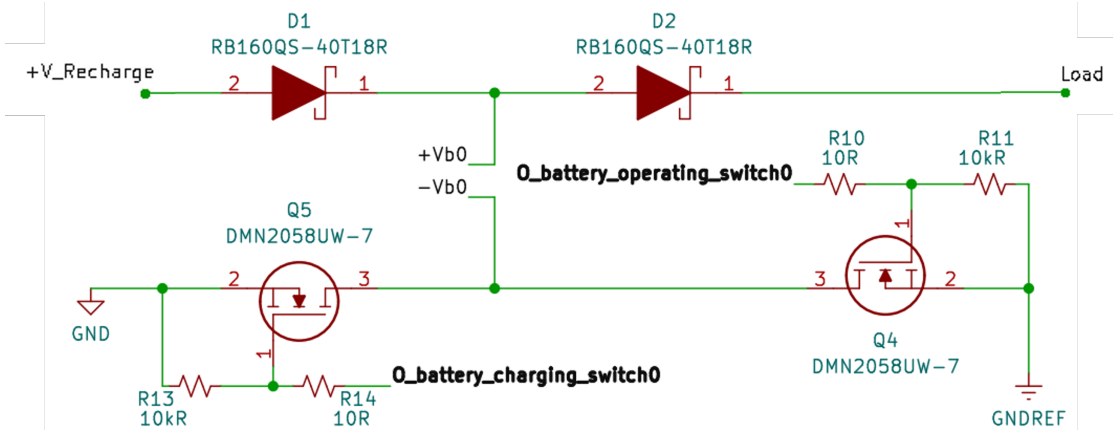 D1
RB160QS-40T18R
D2
RB160QS-40T18R
+V_Recharge
2
1
2
1
Load
+Vb0
-Vb0
O_battery_operating_switch0
R10
10R
R11
10kR
1
Q5
DMN2058UW-7
2
3
3
2
GND
1
Q4
DMN2058UW-7
R13
10kR
R14
10R
O_battery_charging_switch0
GNDREF